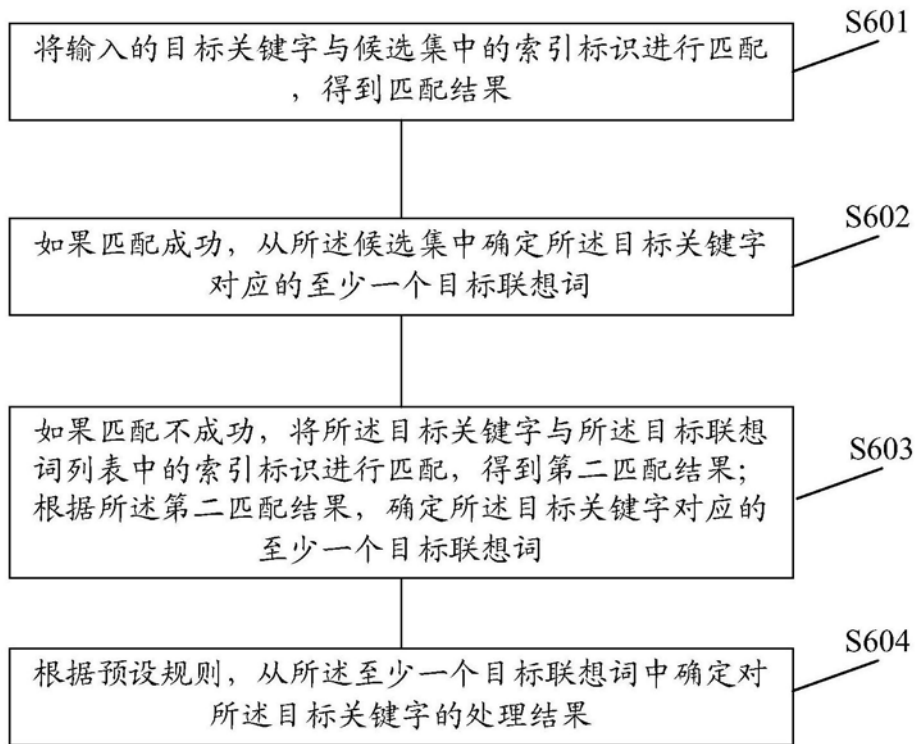 S601
将输入的目标关键字与候选集中的索引标识进行匹配
，得到匹配结果
S602
如果匹配成功，从所述候选集中确定所述目标关键字
对应的至少一个目标联想词
如果匹配不成功，将所述目标关键字与所述目标联想
词列表中的索引标识进行匹配，得到第二匹配结果；
根据所述第二匹配结果，确定所述目标关键字对应的
至少一个目标联想词
S603
S604
根据预设规则，从所述至少一个目标联想词中确定对
所述目标关键字的处理结果